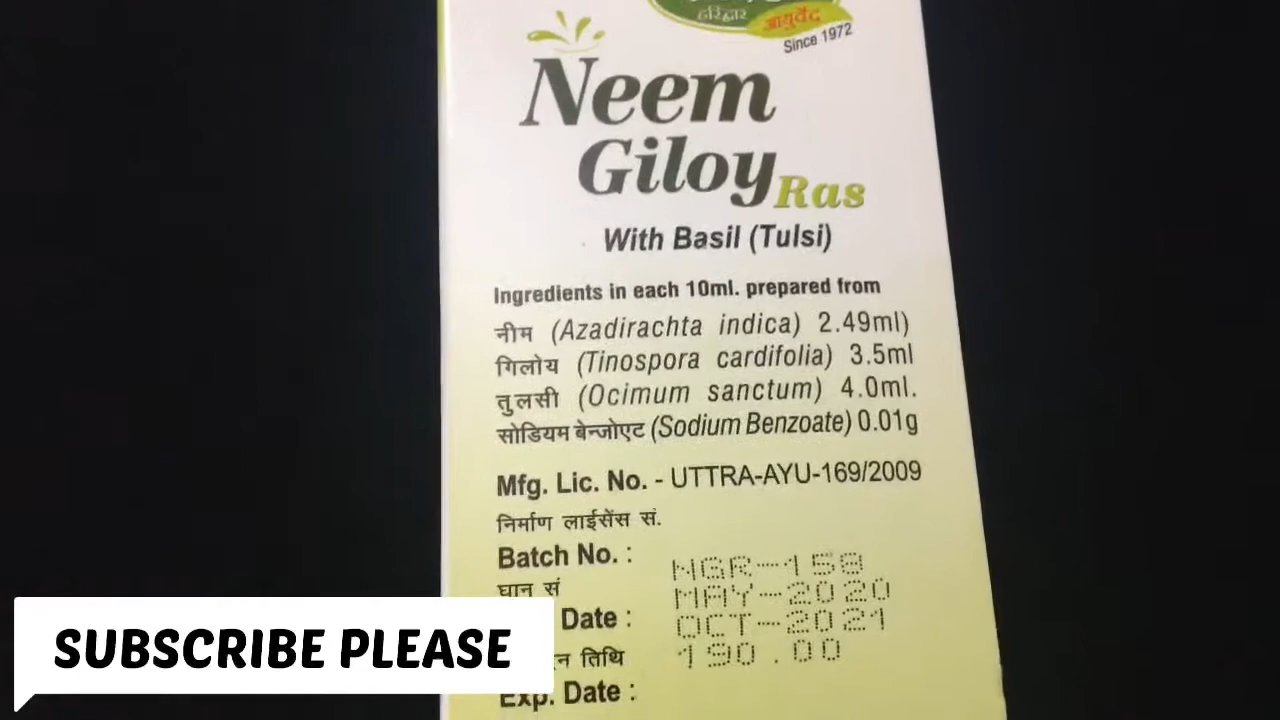 हरिद्वार
आयुर्वेद
Since 1972
Neem
Giloy Ras
With Basil (Tulsi)
Ingredients in each 10ml. prepared from
नीम (Azadirachta indica) 2.49ml)
गिलोय (Tinospora cardifolia) 3.5ml
तुलसी (Ocimum sanctum) 4.0ml.
सोडियम बेन्जोएट (Sodium Benzoate) 0.01g
Mfg. Lic. No. - UTTRA-AYU-169/2009
निर्माण लाईसेंस सं.
Batch No. : NGR-158
घान सं MAY-2020
Date : OCT-2021
तिथि 190.00
Exp. Date :
SUBSCRIBE PLEASE